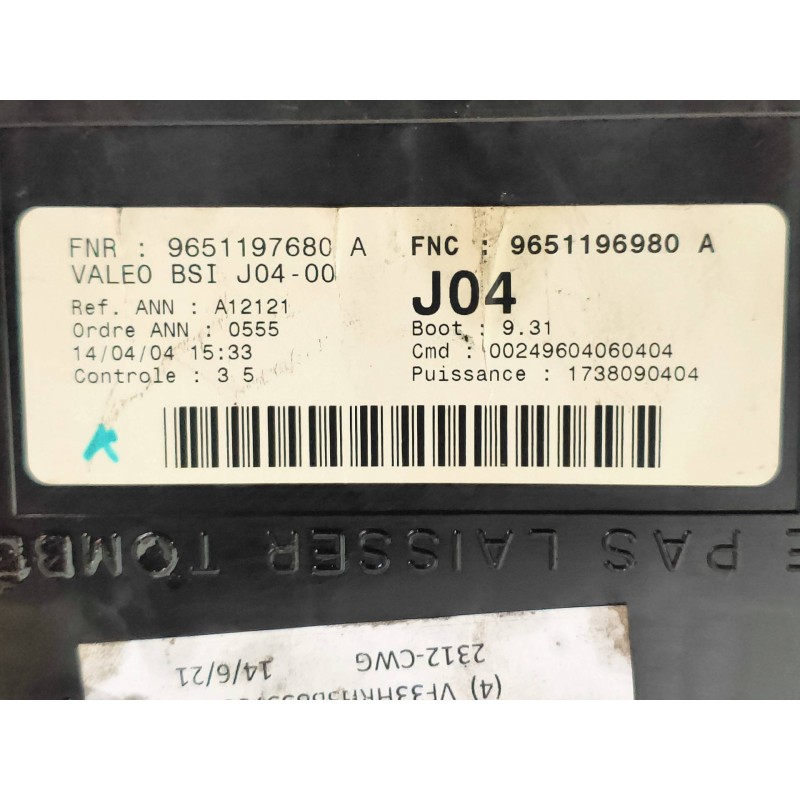 FNR : 9651197680 A
FNC : 9651196980 A
VALEO BSI J04-00
J04
Ref. ANN : A12121
Ordre ANN : 0555
Boot : 9.31
14/04/04 15:33
Cmd : 00249604060404
Controle : 3 5
Puissance : 1738090404
PAS LAISSER
2312-CWG 14/6/21
(4)